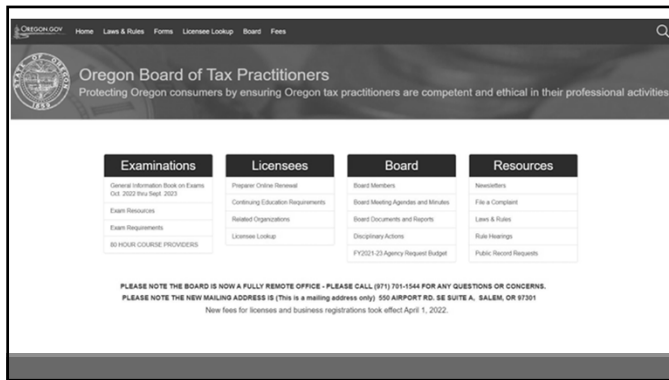 OREGON.GOV Home Laws & Rules Forms Licensee Lookup Board Fees
STATE OF OREGON
1859
Oregon Board of Tax Practitioners
Protecting Oregon consumers by ensuring Oregon tax practitioners are competent and ethical in their professional activities
Examinations
General Information Book on Exams
Oct. 2022 thru Sept. 2023
Exam Resources
Exam Requirements
80 HOUR COURSE PROVIDERS
Licensees
Preparer Online Renewal
Continuing Education Requirements
Related Organizations
Licensee Lookup
Board
Board Members
Board Meeting Agendas and Minutes
Board Documents and Reports
Disciplinary Actions
FY2021-23 Agency Request Budget
Resources
Newsletters
File a Complaint
Laws & Rules
Rule Hearings
Public Record Requests
PLEASE NOTE THE BOARD IS NOW A FULLY REMOTE OFFICE - PLEASE CALL (971) 701-1544 FOR ANY QUESTIONS OR CONCERNS.
PLEASE NOTE THE NEW MAILING ADDRESS IS (This is a mailing address only) 550 AIRPORT RD. SE SUITE A, SALEM, OR 97301
New fees for licenses and business registrations took effect April 1, 2022.